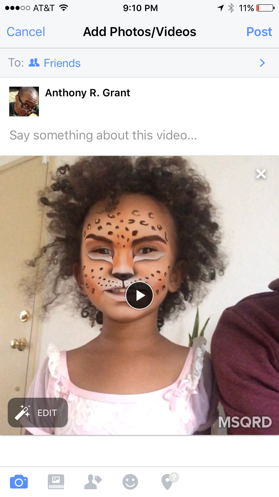 AT&T 9:10 PM 11%
Cancel Add Photos/Videos Post
To: Friends
Anthony R. Grant
Say something about this video...
EDIT
MSQRD